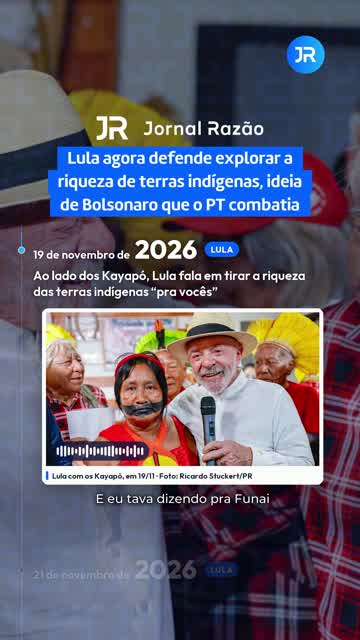 JR
JR Jornal Razão
Lula agora defende explorar a
riqueza de terras indígenas, ideia
de Bolsonaro que o PT combatia
19 de novembro de 2026 LULA
Ao lado dos Kayapó, Lula fala em tirar a riqueza
das terras indígenas “pra vocês”
Lula com os Kayapó, em 19/11 · Foto: Ricardo Stuckert/PR
E eu tava dizendo pra Funai
21 de novembro de 2026 LULA